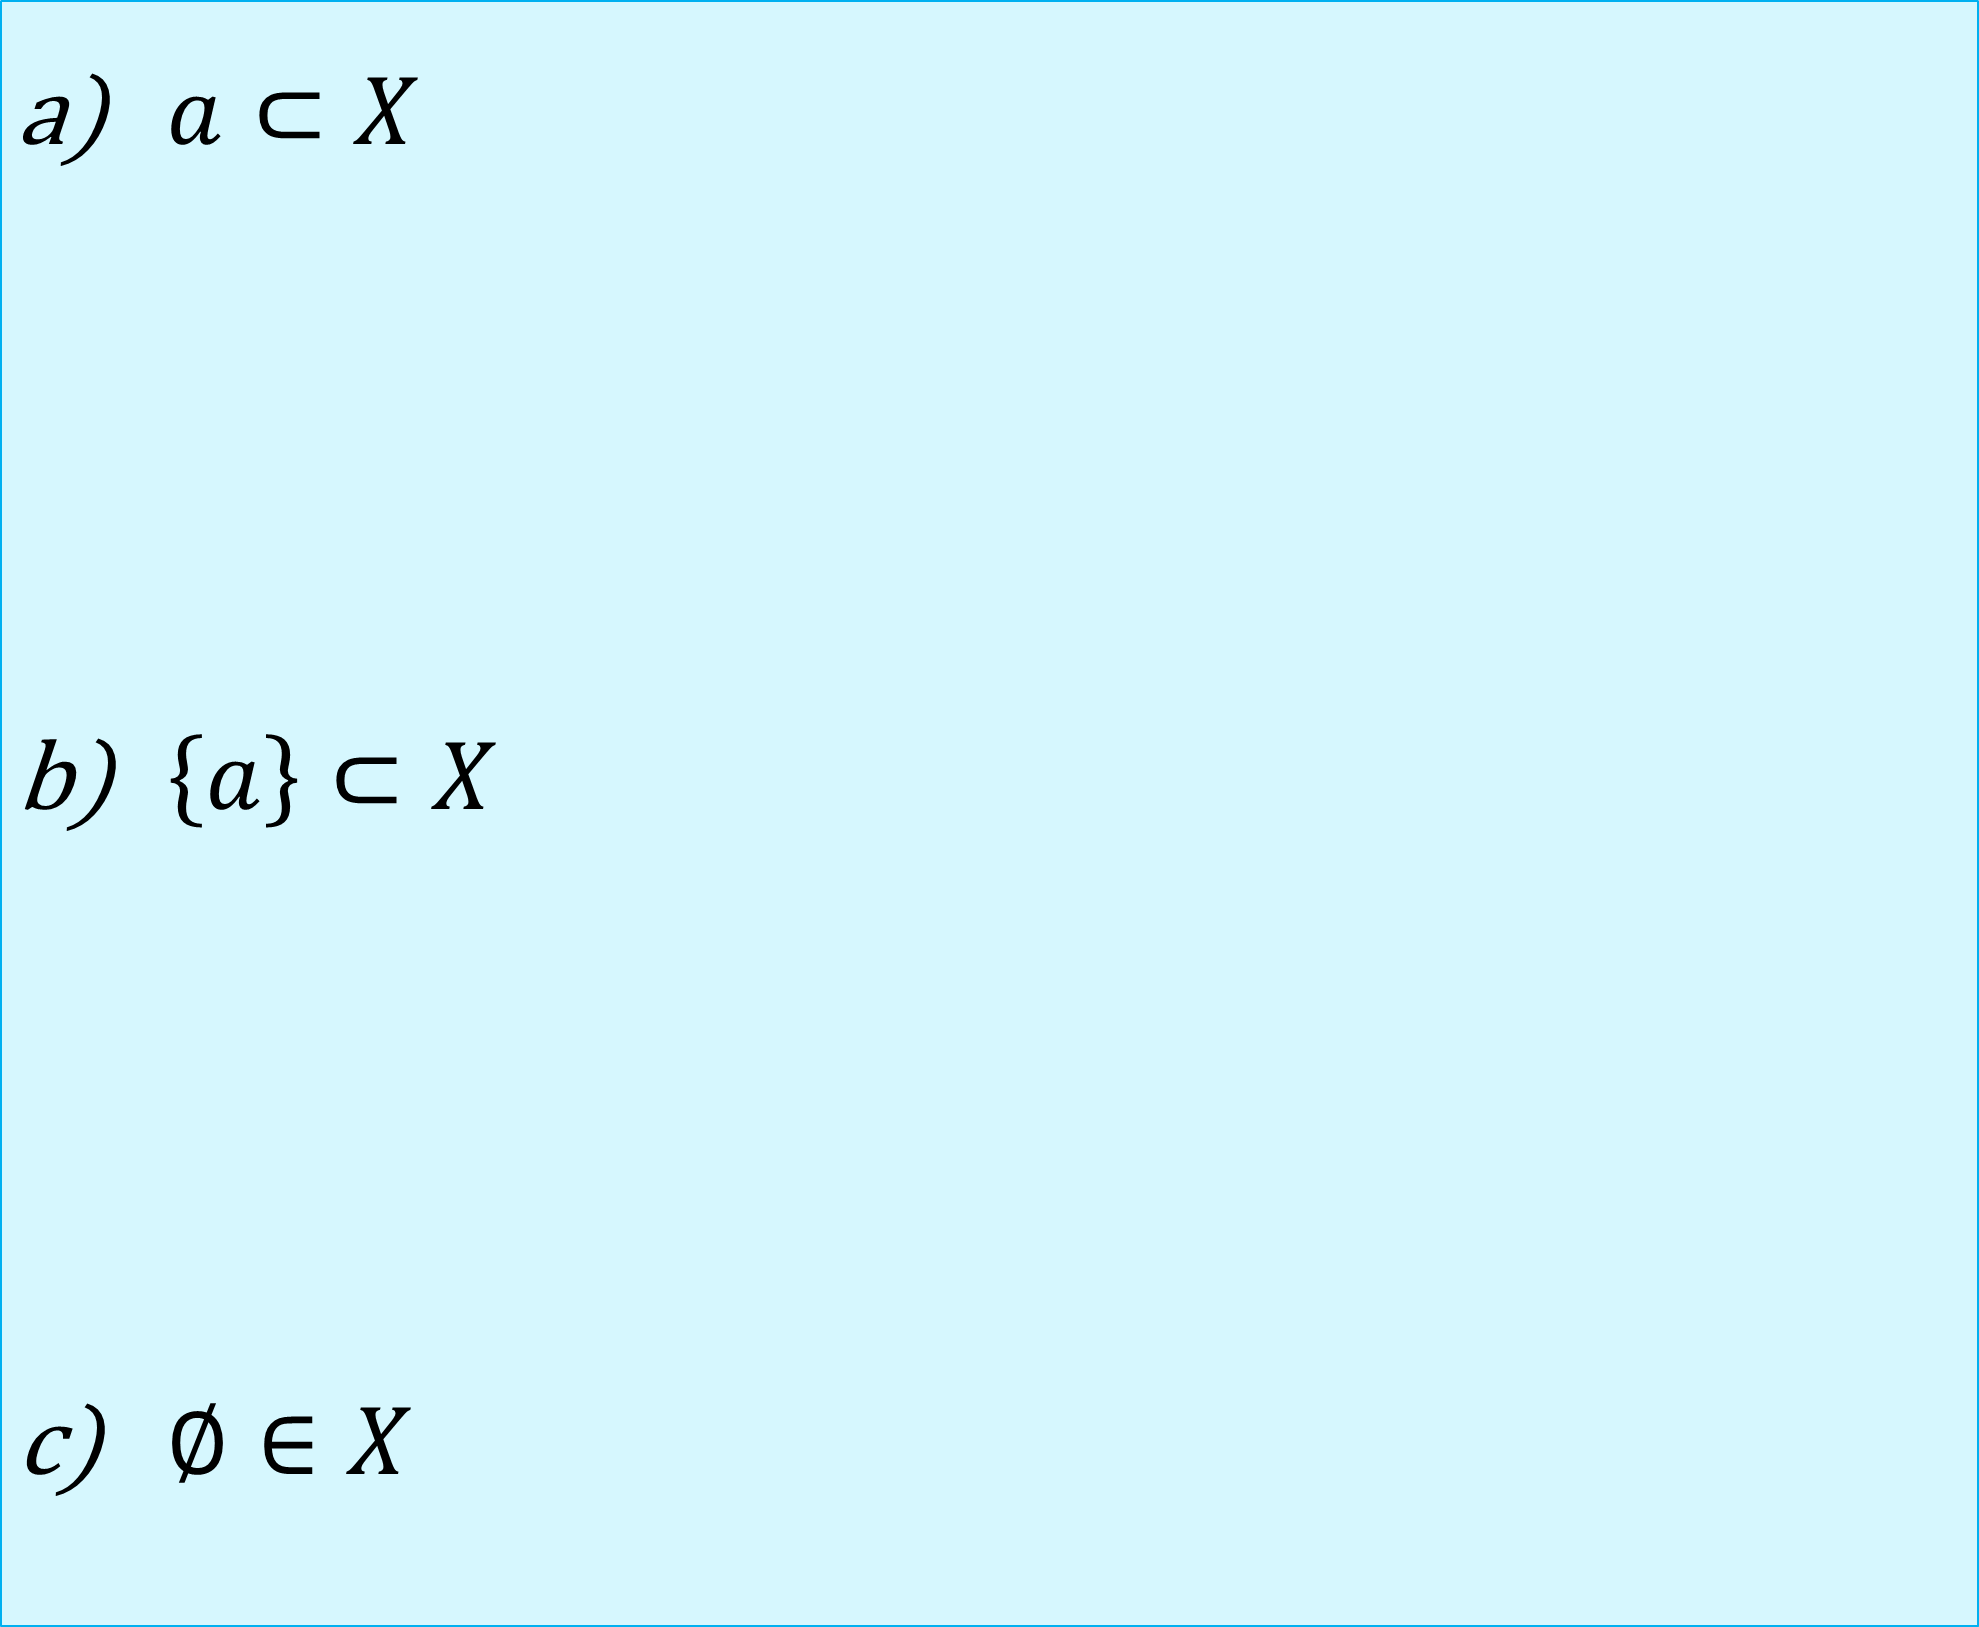 a) a ⊂ X
b) {a} ⊂ X
c) ∅ ∈ X